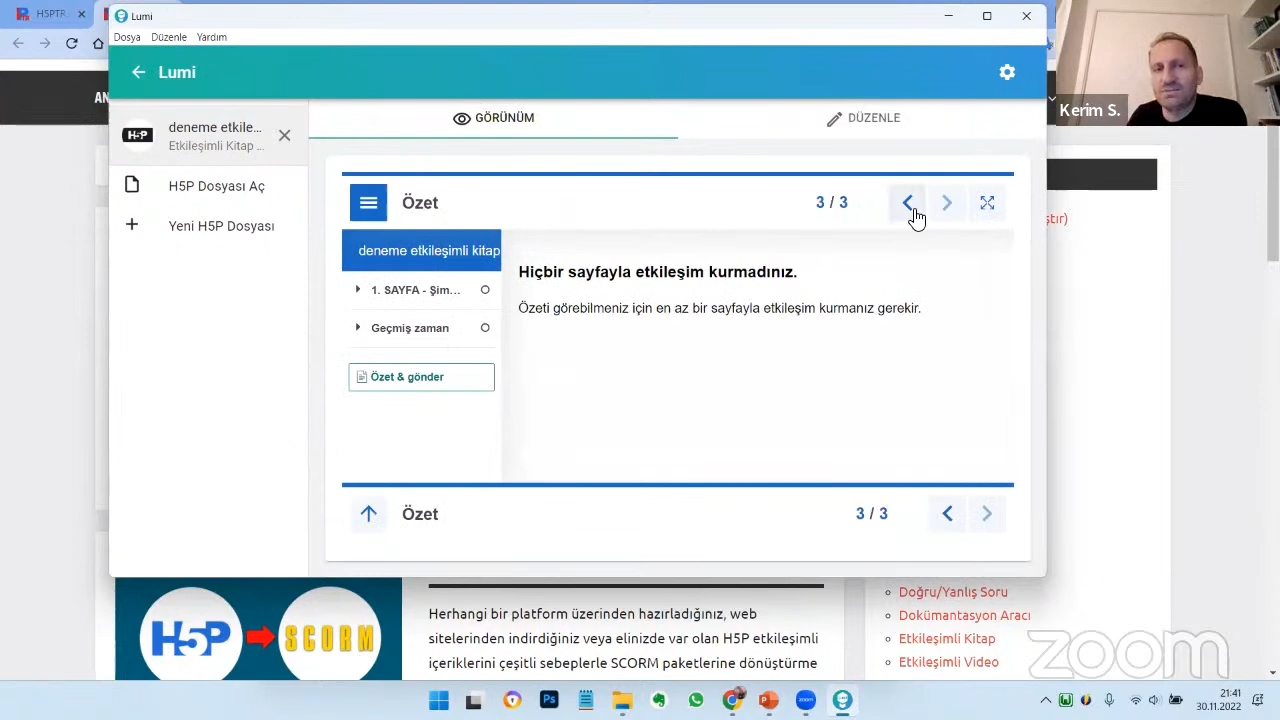 H5PTR
Lumi
Dosya Düzenle Yardım
Lumi
AN
Kerim S.
deneme etkile...
Etkileşimli Kitap ...
GÖRÜNÜM
DÜZENLE
H5P Dosyası Aç
Yeni H5P Dosyası
Özet
3 / 3
ştır)
deneme etkileşimli kitap
Hiçbir sayfayla etkileşim kurmadınız.
1. SAYFA - Şim...
Özeti görebilmeniz için en az bir sayfayla etkileşim kurmanız gerekir.
Geçmiş zaman
Özet & gönder
Özet
3 / 3
H5P
SCORM
Herhangi bir platform üzerinden hazırladığınız, web
sitelerinden indirdiğiniz veya elinizde var olan H5P etkileşimli
içeriklerini çeşitli sebeplerle SCORM paketlerine dönüştürme
Doğru/Yanlış Soru
Dokümantasyon Aracı
Etkileşimli Kitap
Etkileşimli Video
zoom
21:41
30.11.2022